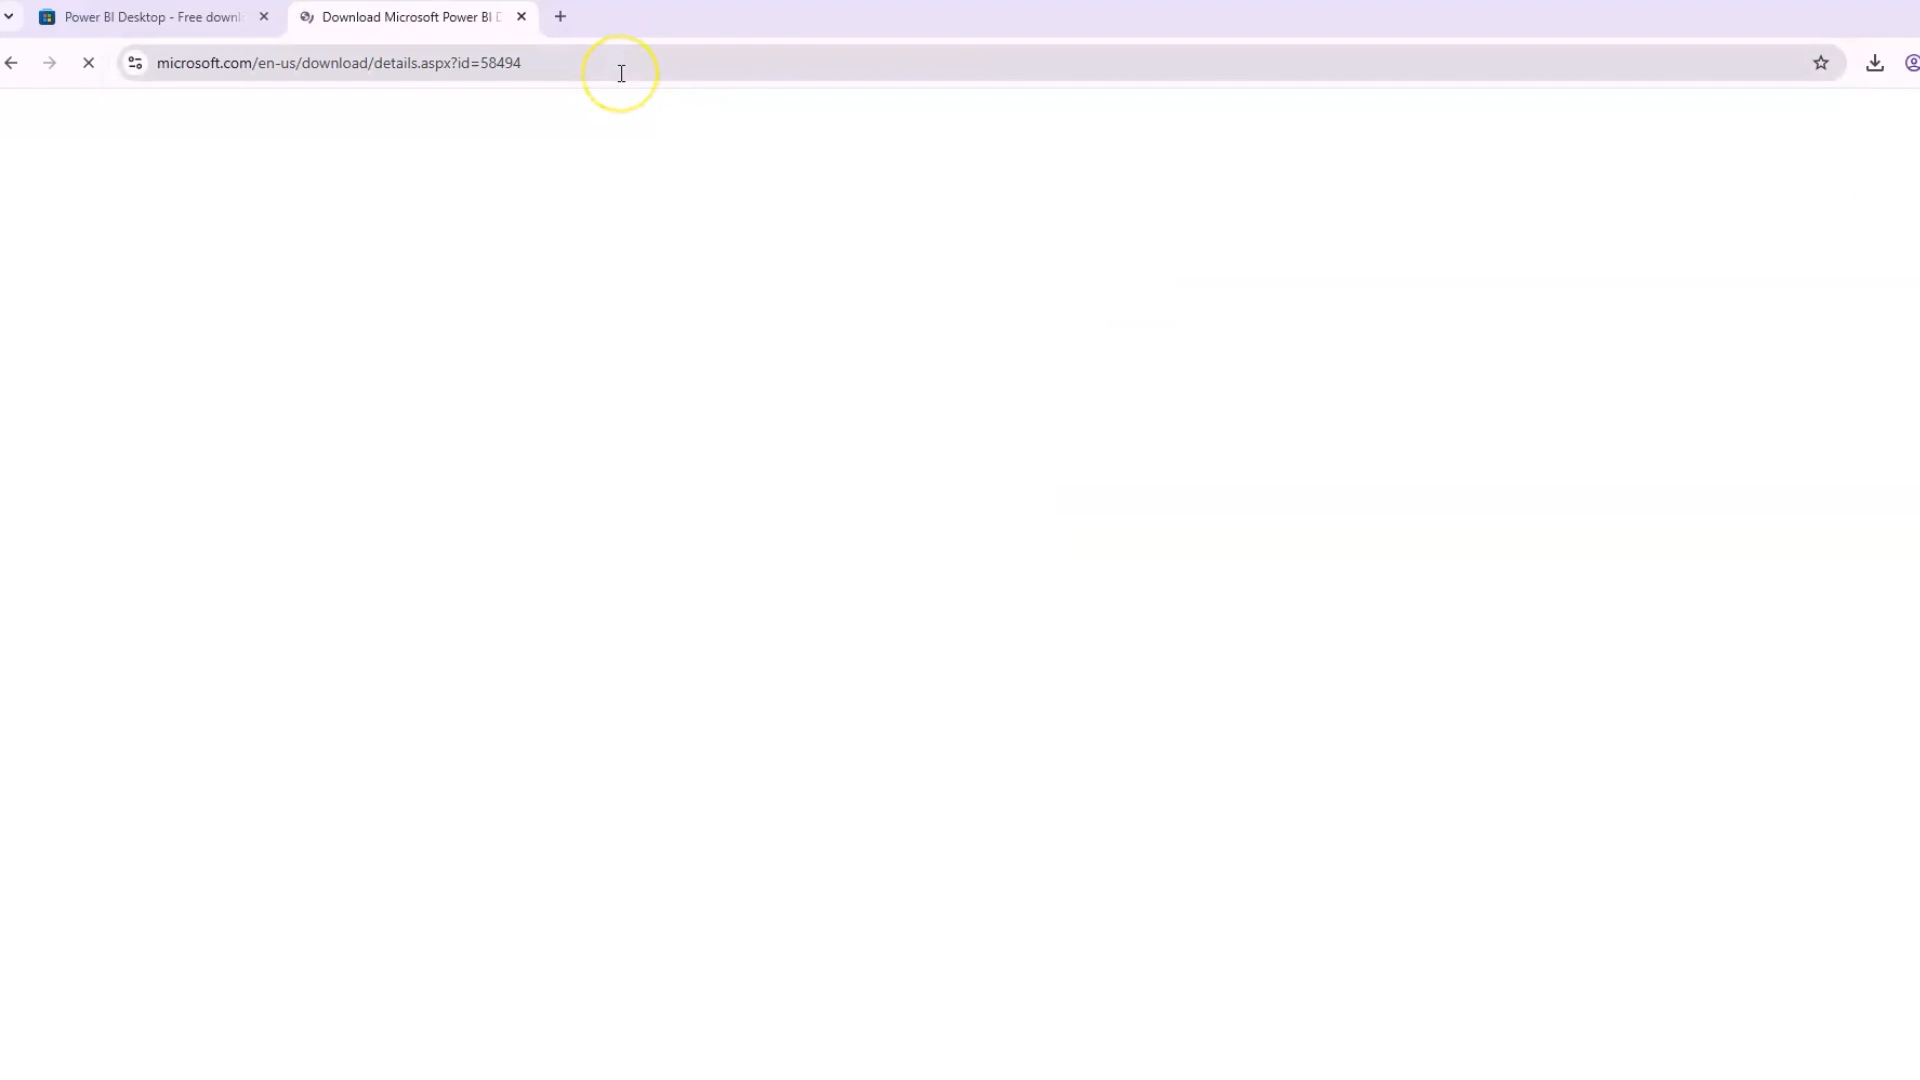 Power BI Desktop - Free downl
Download Microsoft Power BI D
microsoft.com/en-us/download/details.aspx?id=58494